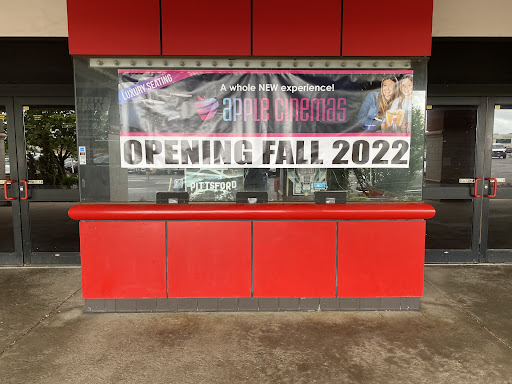 LUXURY SEATING
A whole NEW experience!
apple cinemas
OPENING FALL 2022
PITTSFORD